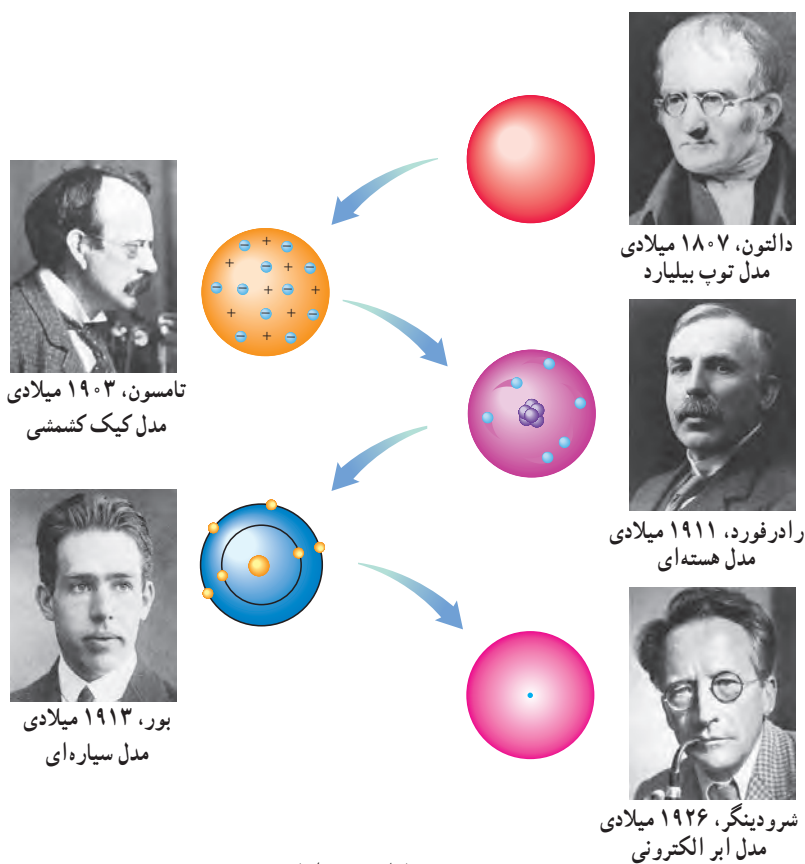 دالتون، ۱۸۰۷ میلادی
مدل توپ بیلیارد
تامسون، ۱۹۰۳ میلادی
مدل کیک کشمشی
رادرفورد، ۱۹۱۱ میلادی
مدل هسته‌ای
بور، ۱۹۱۳ میلادی
مدل سیاره‌ای
شرودینگر، ۱۹۲۶ میلادی
مدل ابر الکترونی